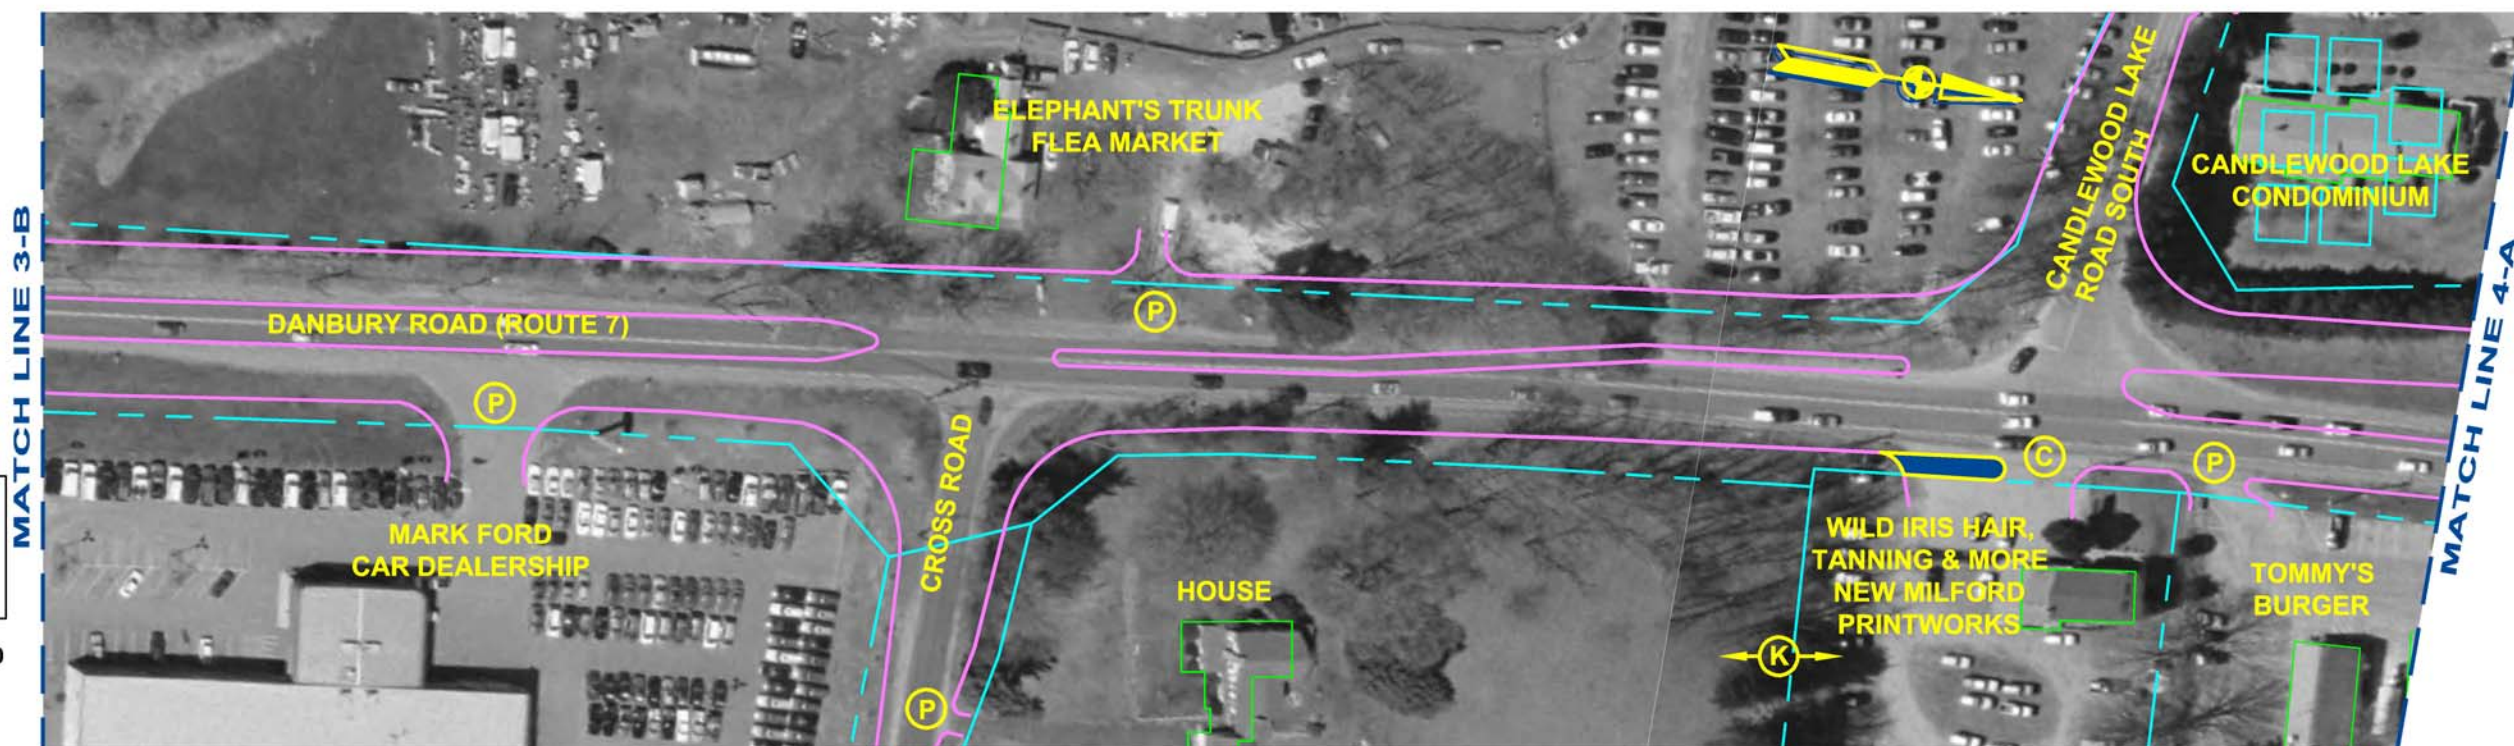 MATCH LINE 3-B
ELEPHANT'S TRUNK
FLEA MARKET
CANDLEWOOD LAKE
ROAD SOUTH
CANDLEWOOD LAKE
CONDOMINIUM
MATCH LINE 4-A
DANBURY ROAD (ROUTE 7)
P
P
C
P
MARK FORD
CAR DEALERSHIP
CROSS ROAD
HOUSE
WILD IRIS HAIR,
TANNING & MORE
NEW MILFORD
PRINTWORKS
TOMMY'S
BURGER
K
P